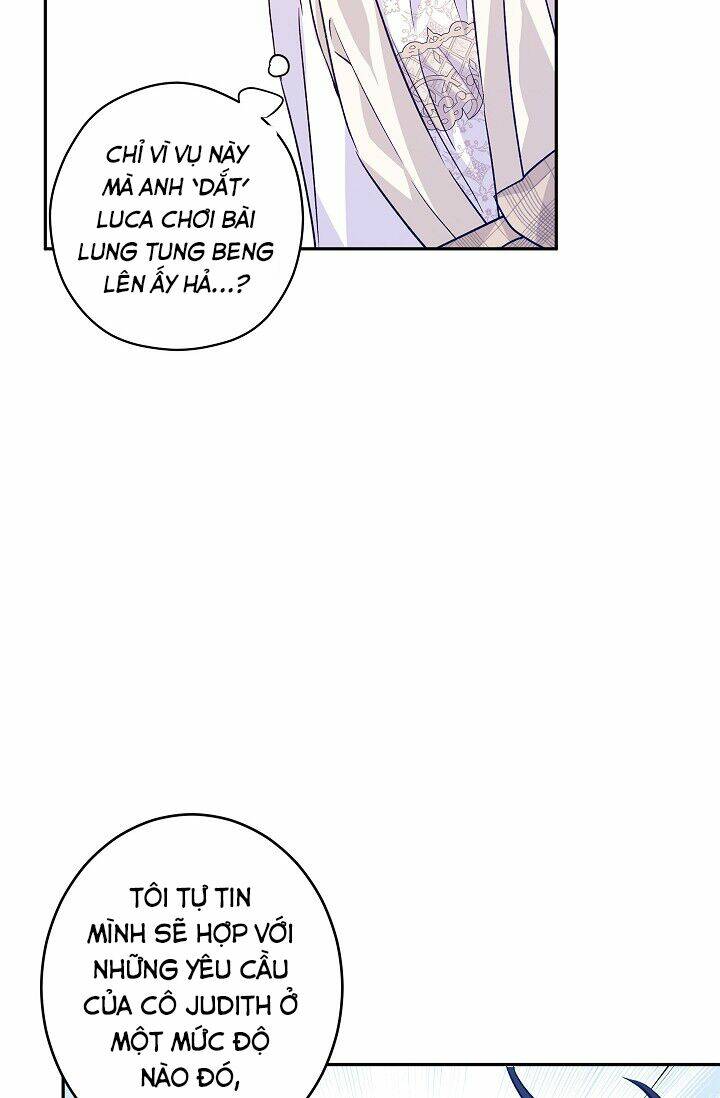 CHỈ VÌ VỤ NÀY
MÀ ANH 'DẮT'
LUCA CHƠI BÀI
LUNG TUNG BENG
LÊN ẤY HẢ...?
TÔI TỰ TIN
MÌNH SẼ HỢP VỚI
NHỮNG YÊU CẦU
CỦA CÔ JUDITH Ở
MỘT MỨC ĐỘ
NÀO ĐÓ,